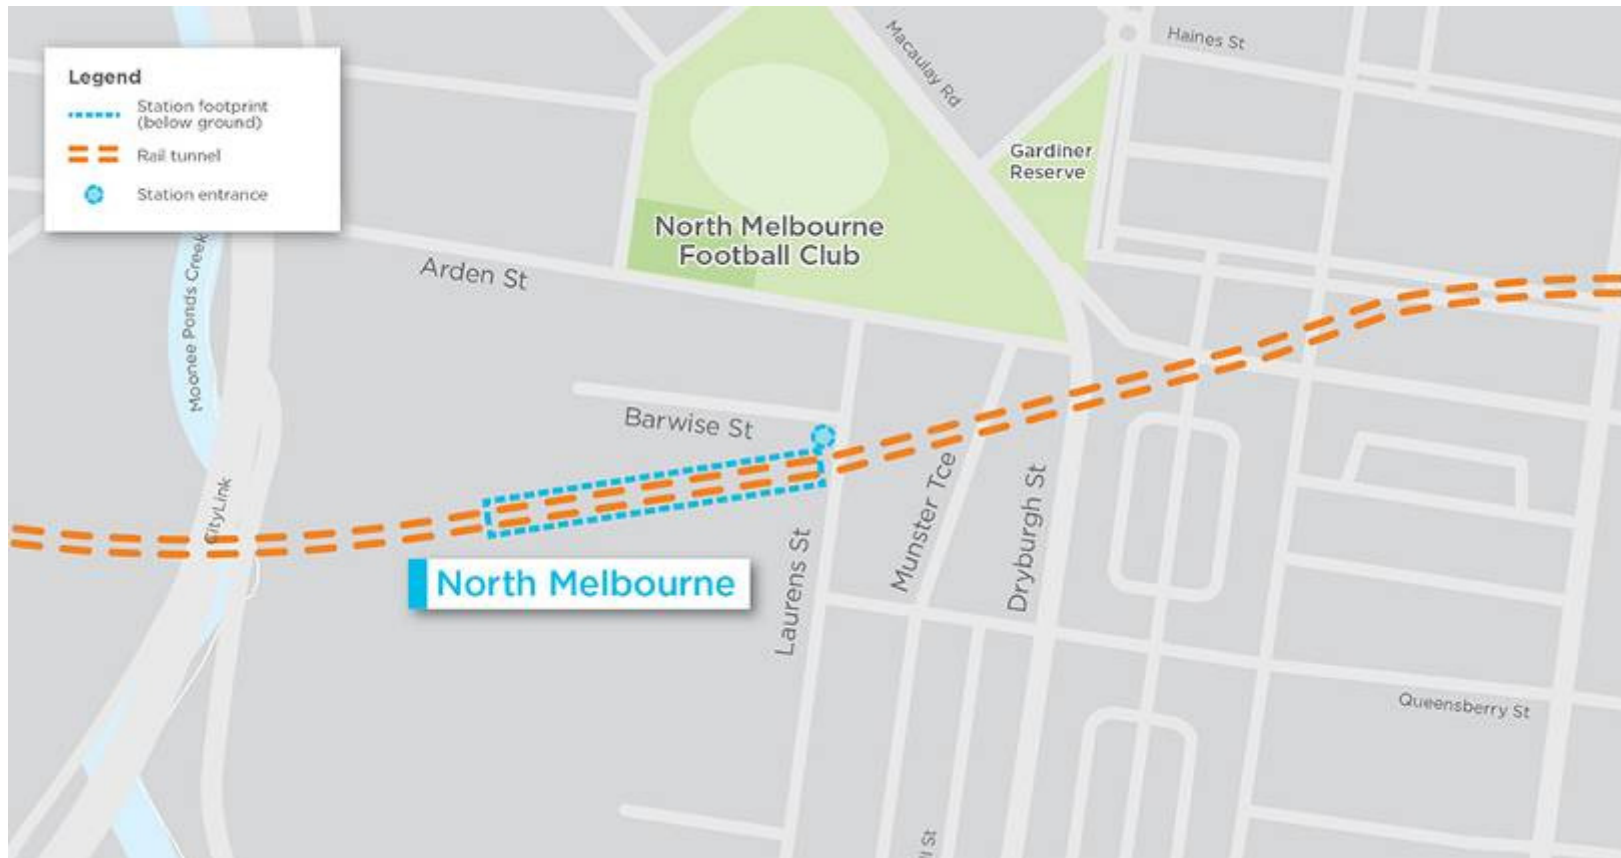 Legend
Station footprint
(below ground)
Rail tunnel
Station entrance
Macaulay Rd
Haines St
Gardiner
Reserve
North Melbourne
Football Club
Arden St
Moonee Ponds Creek
Barwise St
CityLink
North Melbourne
Laurens St
Munster Tce
Dryburgh St
Queensberry St
St